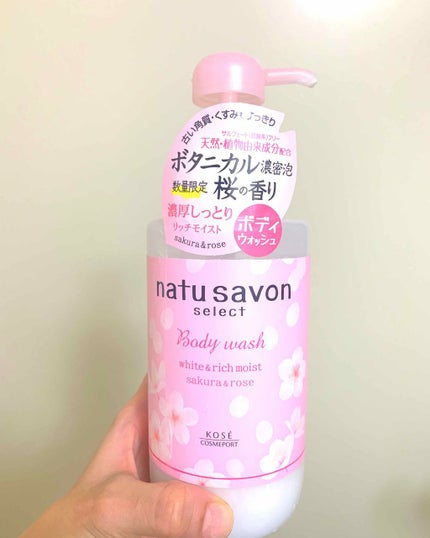 古い角質・くすみもすっきり
サルフェート(石油系)フリー
天然・植物由来成分配合
ボタニカル濃密泡
数量限定 桜の香り
濃厚しっとり
リッチモイスト
sakura & rose
ボディ
ウォッシュ
natu savon
select
Body wash
white & rich moist
sakura & rose
KOSÉ
COSMEPORT